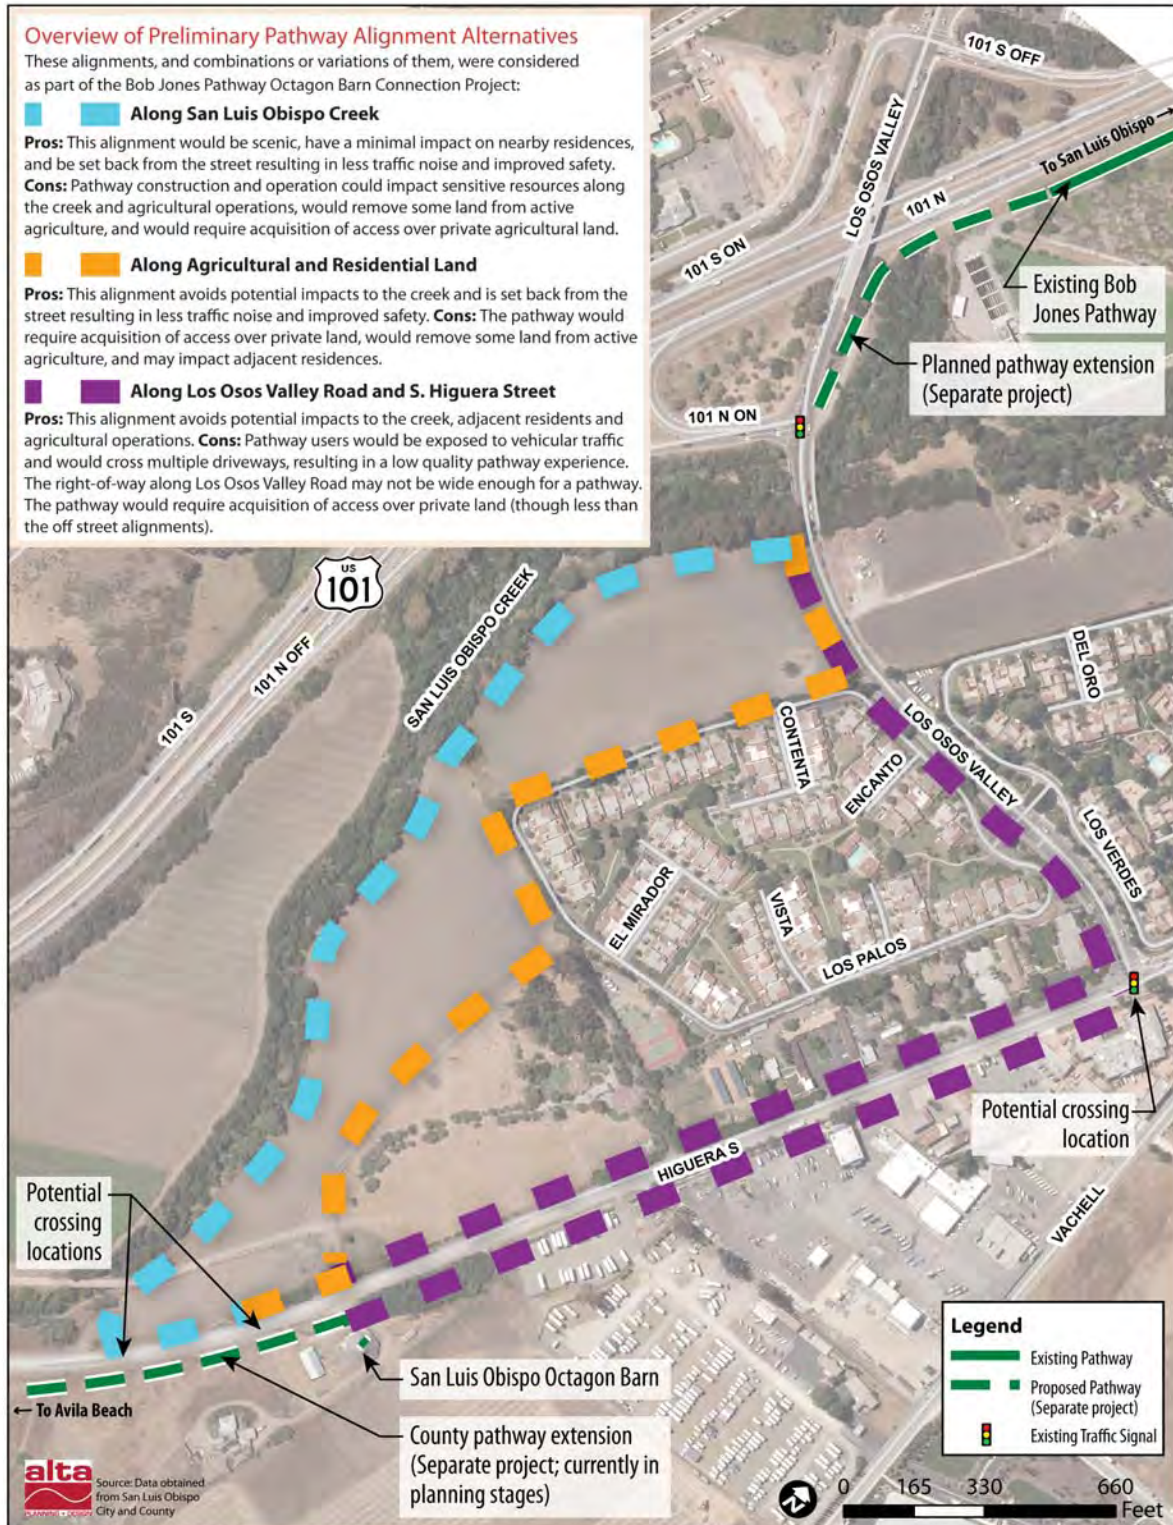 Overview of Preliminary Pathway Alignment Alternatives
These alignments, and combinations or variations of them, were considered
as part of the Bob Jones Pathway Octagon Barn Connection Project:
Along San Luis Obispo Creek
Pros: This alignment would be scenic, have a minimal impact on nearby residences,
and be set back from the street resulting in less traffic noise and improved safety.
Cons: Pathway construction and operation could impact sensitive resources along
the creek and agricultural operations, would remove some land from active
agriculture, and would require acquisition of access over private agricultural land.
Along Agricultural and Residential Land
Pros: This alignment avoids potential impacts to the creek and is set back from the
street resulting in less traffic noise and improved safety. Cons: The pathway would
require acquisition of access over private land, would remove some land from active
agriculture, and may impact adjacent residences.
Along Los Osos Valley Road and S. Higuera Street
Pros: This alignment avoids potential impacts to the creek, adjacent residents and
agricultural operations. Cons: Pathway users would be exposed to vehicular traffic
and would cross multiple driveways, resulting in a low quality pathway experience.
The right-of-way along Los Osos Valley Road may not be wide enough for a pathway.
The pathway would require acquisition of access over private land (though less than
the off street alignments).
101 S OFF
To San Luis Obispo →
LOS OSOS VALLEY
101 N
101 S ON
Existing Bob
Jones Pathway
Planned pathway extension
(Separate project)
101 N ON
US
101
SAN LUIS OBISPO CREEK
101 N OFF
101 S
DEL ORO
CONTENTA
LOS OSOS VALLEY
ENCANTO
LOS VERDES
EL MIRADOR
VISTA
LOS PALOS
Potential crossing
location
HIGUERA S
VACHELL
Potential
crossing
locations
San Luis Obispo Octagon Barn
← To Avila Beach
County pathway extension
(Separate project; currently in
planning stages)
Legend
Existing Pathway
Proposed Pathway
(Separate project)
Existing Traffic Signal
alta
PLANNING + DESIGN
Source: Data obtained
from San Luis Obispo
City and County
N
0 165 330 660
Feet